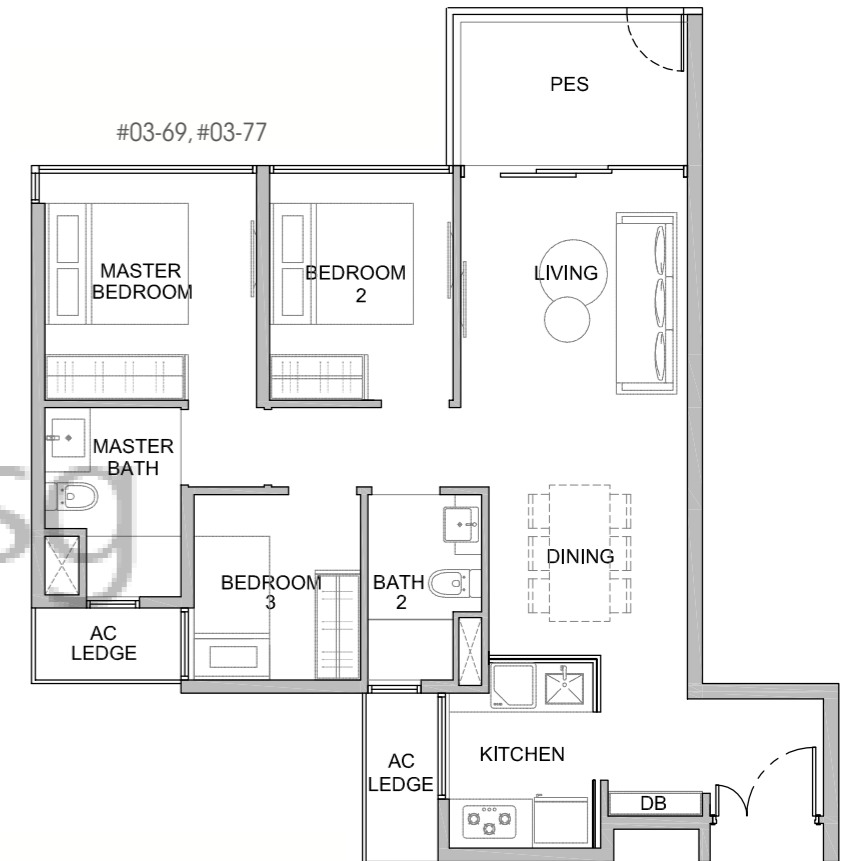 PES
#03-69, #03-77
MASTER
BEDROOM
BEDROOM
2
LIVING
MASTER
BATH
sg
DINING
BEDROOM
3
BATH
2
AC
LEDGE
KITCHEN
AC
LEDGE
DB